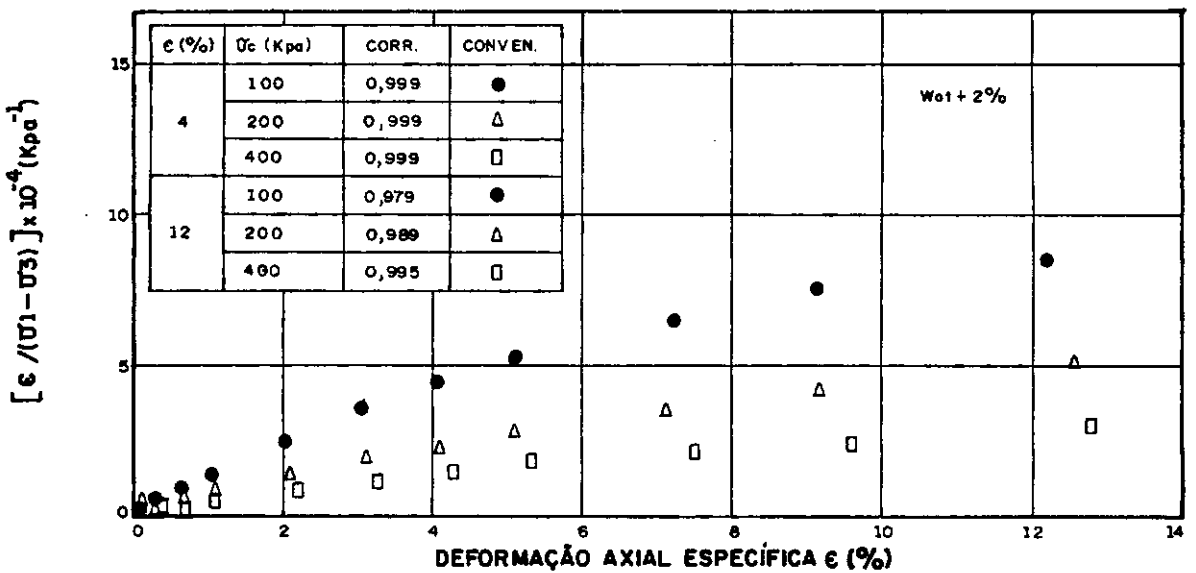 ϵ (%) σc (Kpa) CORR. CONVEN.
4
100 0,999 ●
200 0,999 △
400 0,999 □
12
100 0,979 ●
200 0,989 △
400 0,995 □
Wot + 2%
[ϵ /(σ1 – σ3)] x 10⁻⁴ (Kpa⁻¹)
15
10
5
0
0 2 4 6 8 10 12 14
DEFORMAÇÃO AXIAL ESPECÍFICA ϵ (%)